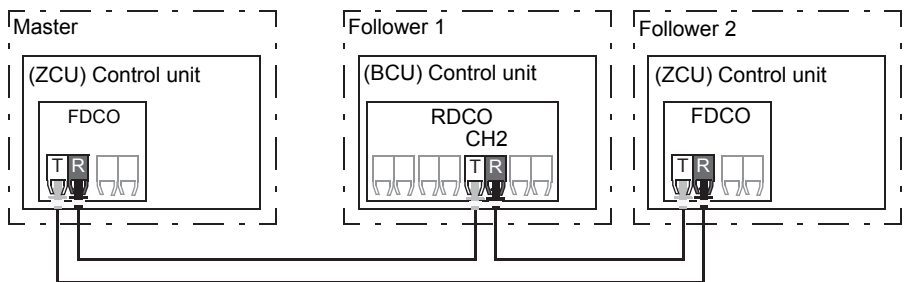 Master
(ZCU) Control unit
FDCO
T R
Follower 1
(BCU) Control unit
RDCO
CH2
T R
Follower 2
(ZCU) Control unit
FDCO
T R